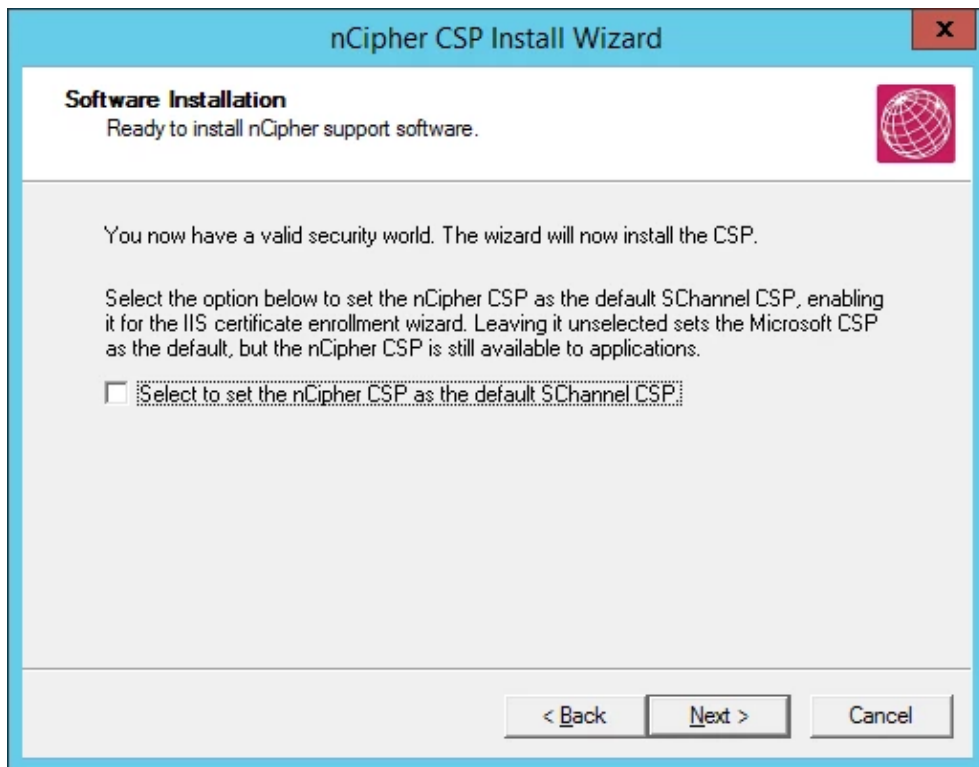 nCipher CSP Install Wizard
x
Software Installation
Ready to install nCipher support software.
You now have a valid security world. The wizard will now install the CSP.
Select the option below to set the nCipher CSP as the default SChannel CSP, enabling
it for the IIS certificate enrollment wizard. Leaving it unselected sets the Microsoft CSP
as the default, but the nCipher CSP is still available to applications.
Select to set the nCipher CSP as the default SChannel CSP.
< Back
Next >
Cancel